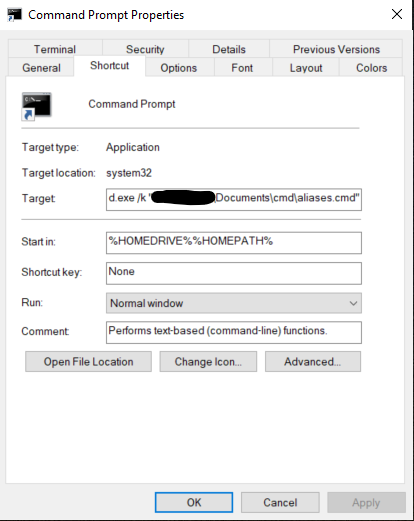 Command Prompt Properties
Terminal Security Details Previous Versions
General Shortcut Options Font Layout Colors
Command Prompt
Target type: Application
Target location: system32
Target: d.exe /k " Documents\cmd\aliases.cmd"
Start in: %HOMEDRIVE%%HOMEPATH%
Shortcut key: None
Run: Normal window
Comment: Performs text-based (command-line) functions.
Open File Location Change Icon... Advanced...
OK Cancel Apply